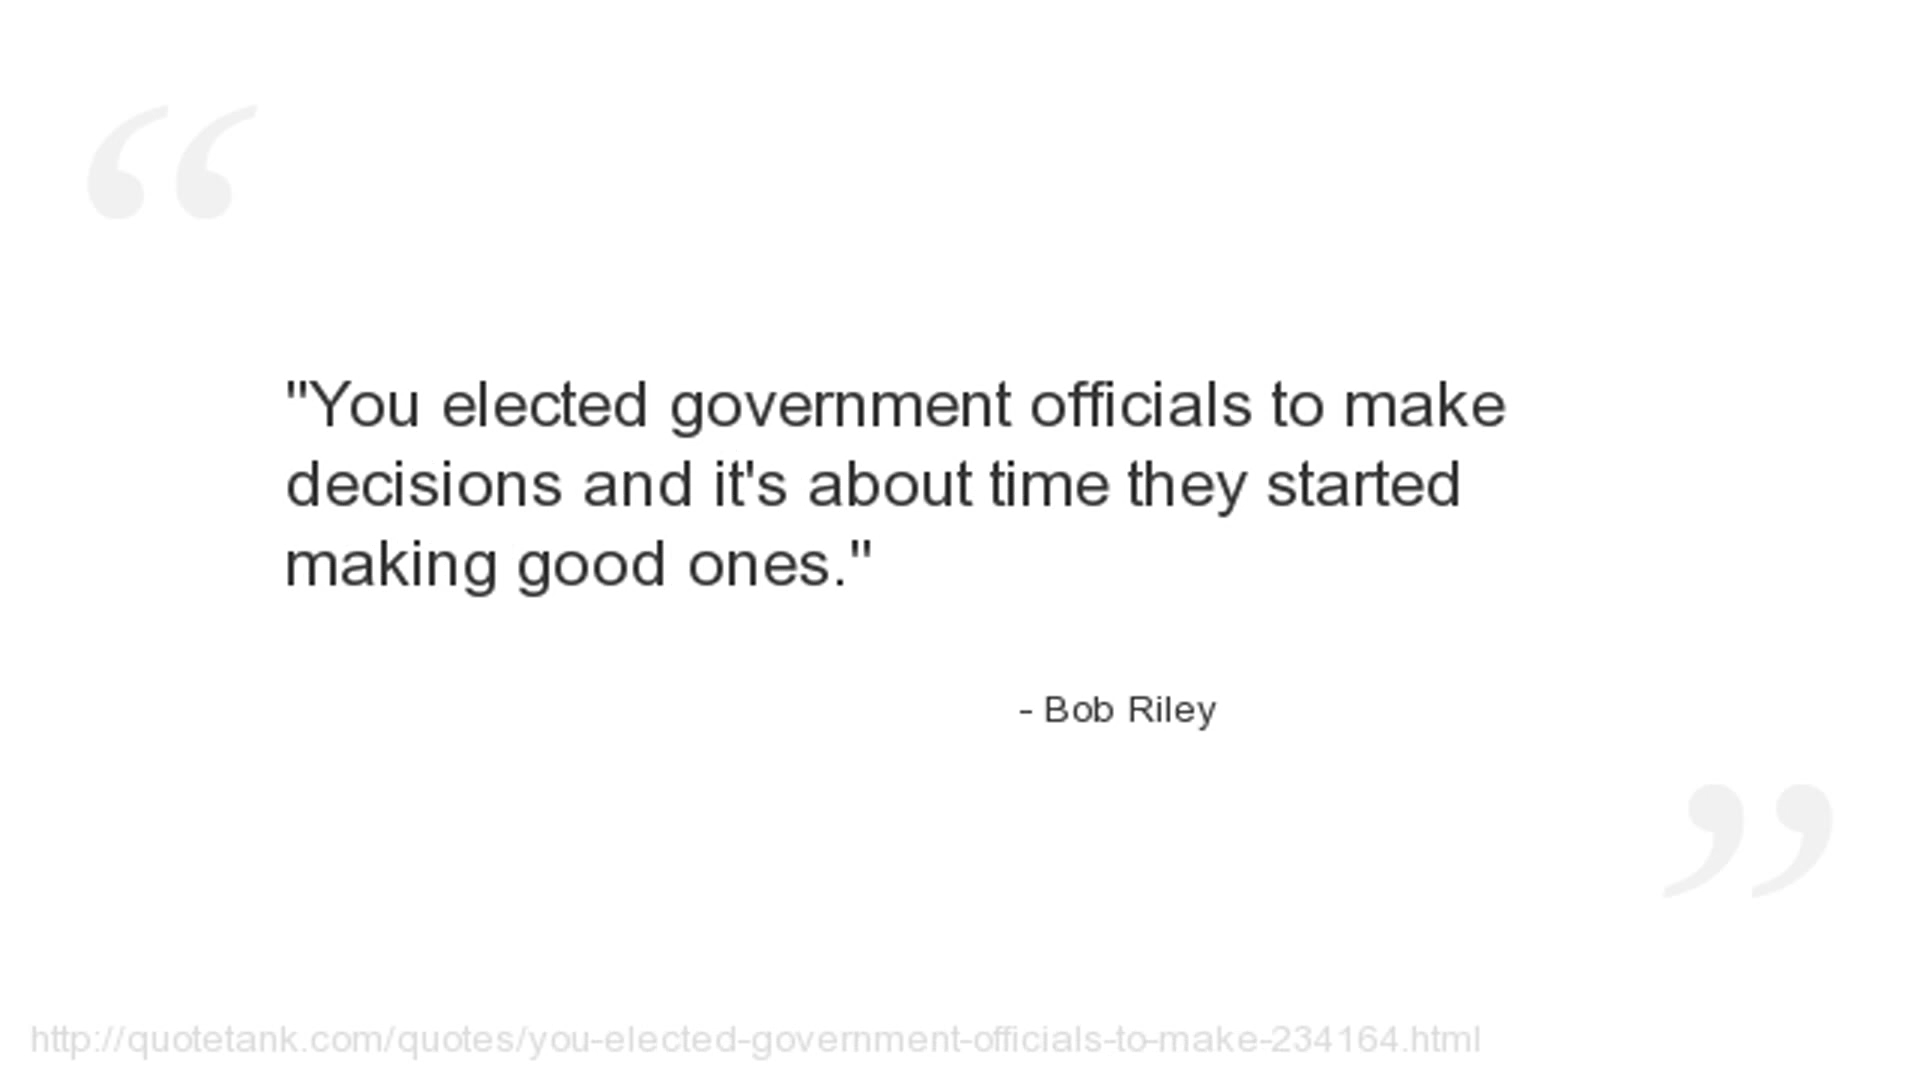 "You elected government officials to make
decisions and it's about time they started
making good ones."
- Bob Riley
http://quotetank.com/quotes/you-elected-government-officials-to-make-234164.html